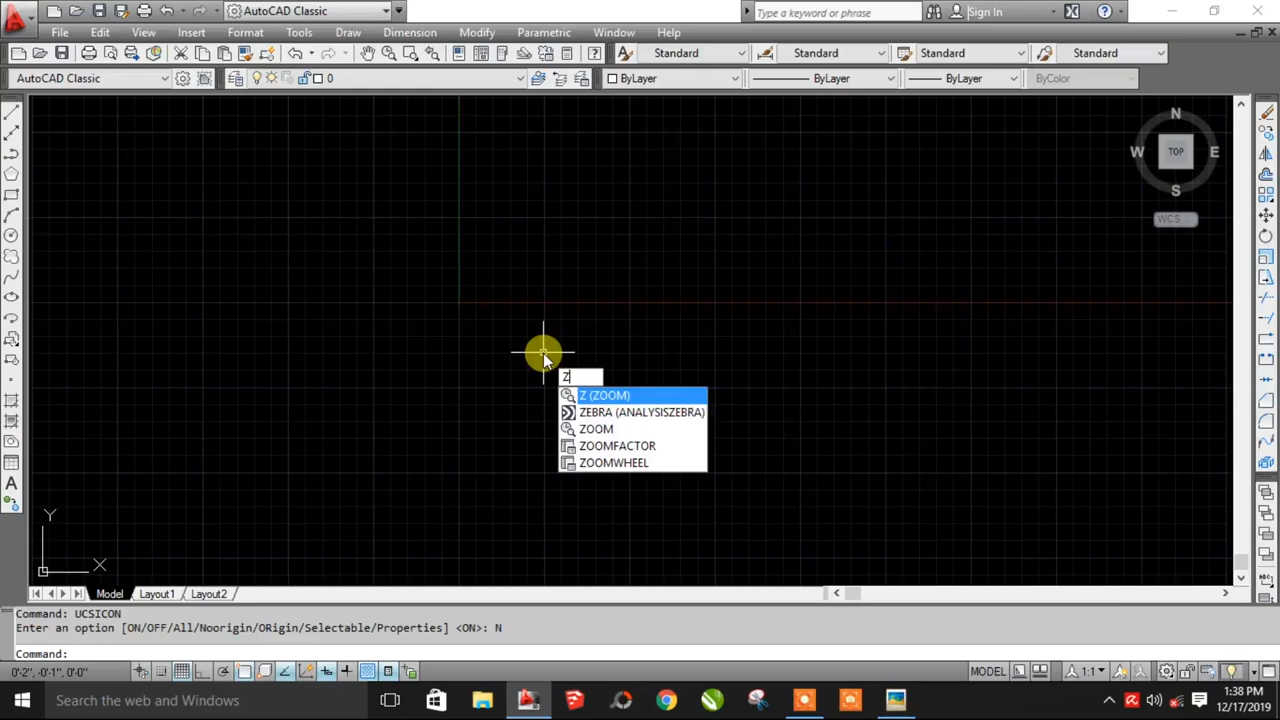 AutoCAD Classic
Type a keyword or phrase
Sign In
File Edit View Insert Format Tools Draw Dimension Modify Parametric Window Help
Standard Standard Standard Standard
AutoCAD Classic
0
ByLayer ByLayer ByLayer ByColor
N
W TOP E
S
WCS
Z
Z (ZOOM)
ZEBRA (ANALYSISZEBRA)
ZOOM
ZOOMFACTOR
ZOOMWHEEL
Y
X
A
Model Layout1 Layout2
Command: UCSICON
Enter an option [ON/OFF/All/Noorigin/ORigin/Selectable/Properties] <ON>: N
Command:
0'-2", -0'-1", 0'-0"
MODEL
1:1
Search the web and Windows
1:38 PM
12/17/2019